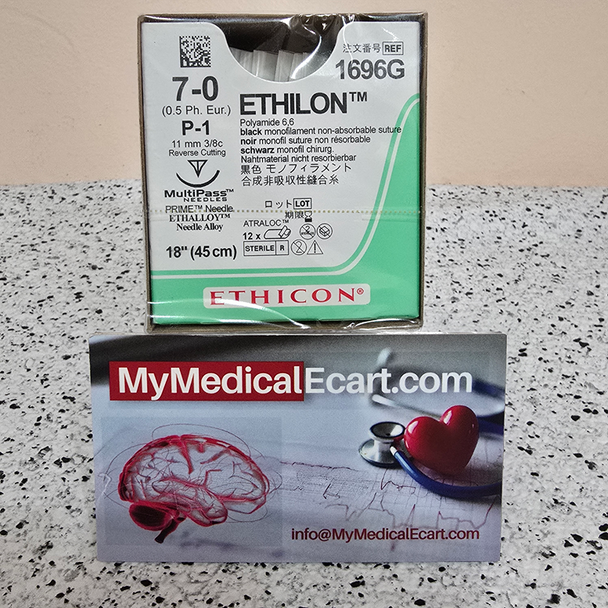 注文番号 REF
1696G
7-0
(0.5 Ph. Eur.)
P-1
11 mm 3/8c
Reverse Cutting
MultiPass™
NEEDLES
PRIME™ Needle
ETHALLOY™
Needle Alloy
18" (45 cm)
ETHILON™
Polyamide 6,6
black monofilament non-absorbable suture
noir monofil suture non résorbable
schwarz monofil chirurg.
Nahtmaterial nicht resorbierbar
黒色 モノフィラメント
合成非吸収性縫合糸
ロット LOT
期限
ATRALOC™
12 x
STERILE R
ETHICON®
MyMedicalEcart.com
info@MyMedicalEcart.com